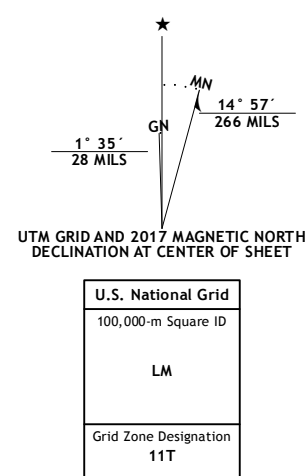 ★
MN
GN
14° 57´
266 MILS
1° 35´
28 MILS
UTM GRID AND 2017 MAGNETIC NORTH
DECLINATION AT CENTER OF SHEET
U.S. National Grid
100,000-m Square ID
LM
Grid Zone Designation
11T